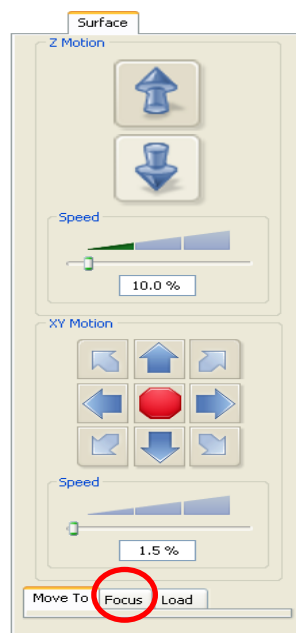 Surface
Z Motion
Speed
10.0 %
XY Motion
Speed
1.5 %
Move To Focus Load